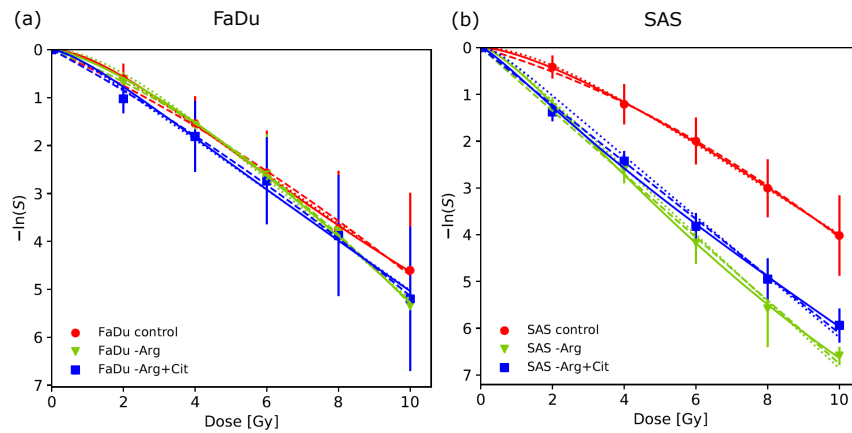 (a) FaDu
0
1
2
3
4
5
6
7
−ln(S)
FaDu control
FaDu -Arg
FaDu -Arg+Cit
0 2 4 6 8 10
Dose [Gy]
(b) SAS
0
1
2
3
4
5
6
7
−ln(S)
SAS control
SAS -Arg
SAS -Arg+Cit
0 2 4 6 8 10
Dose [Gy]